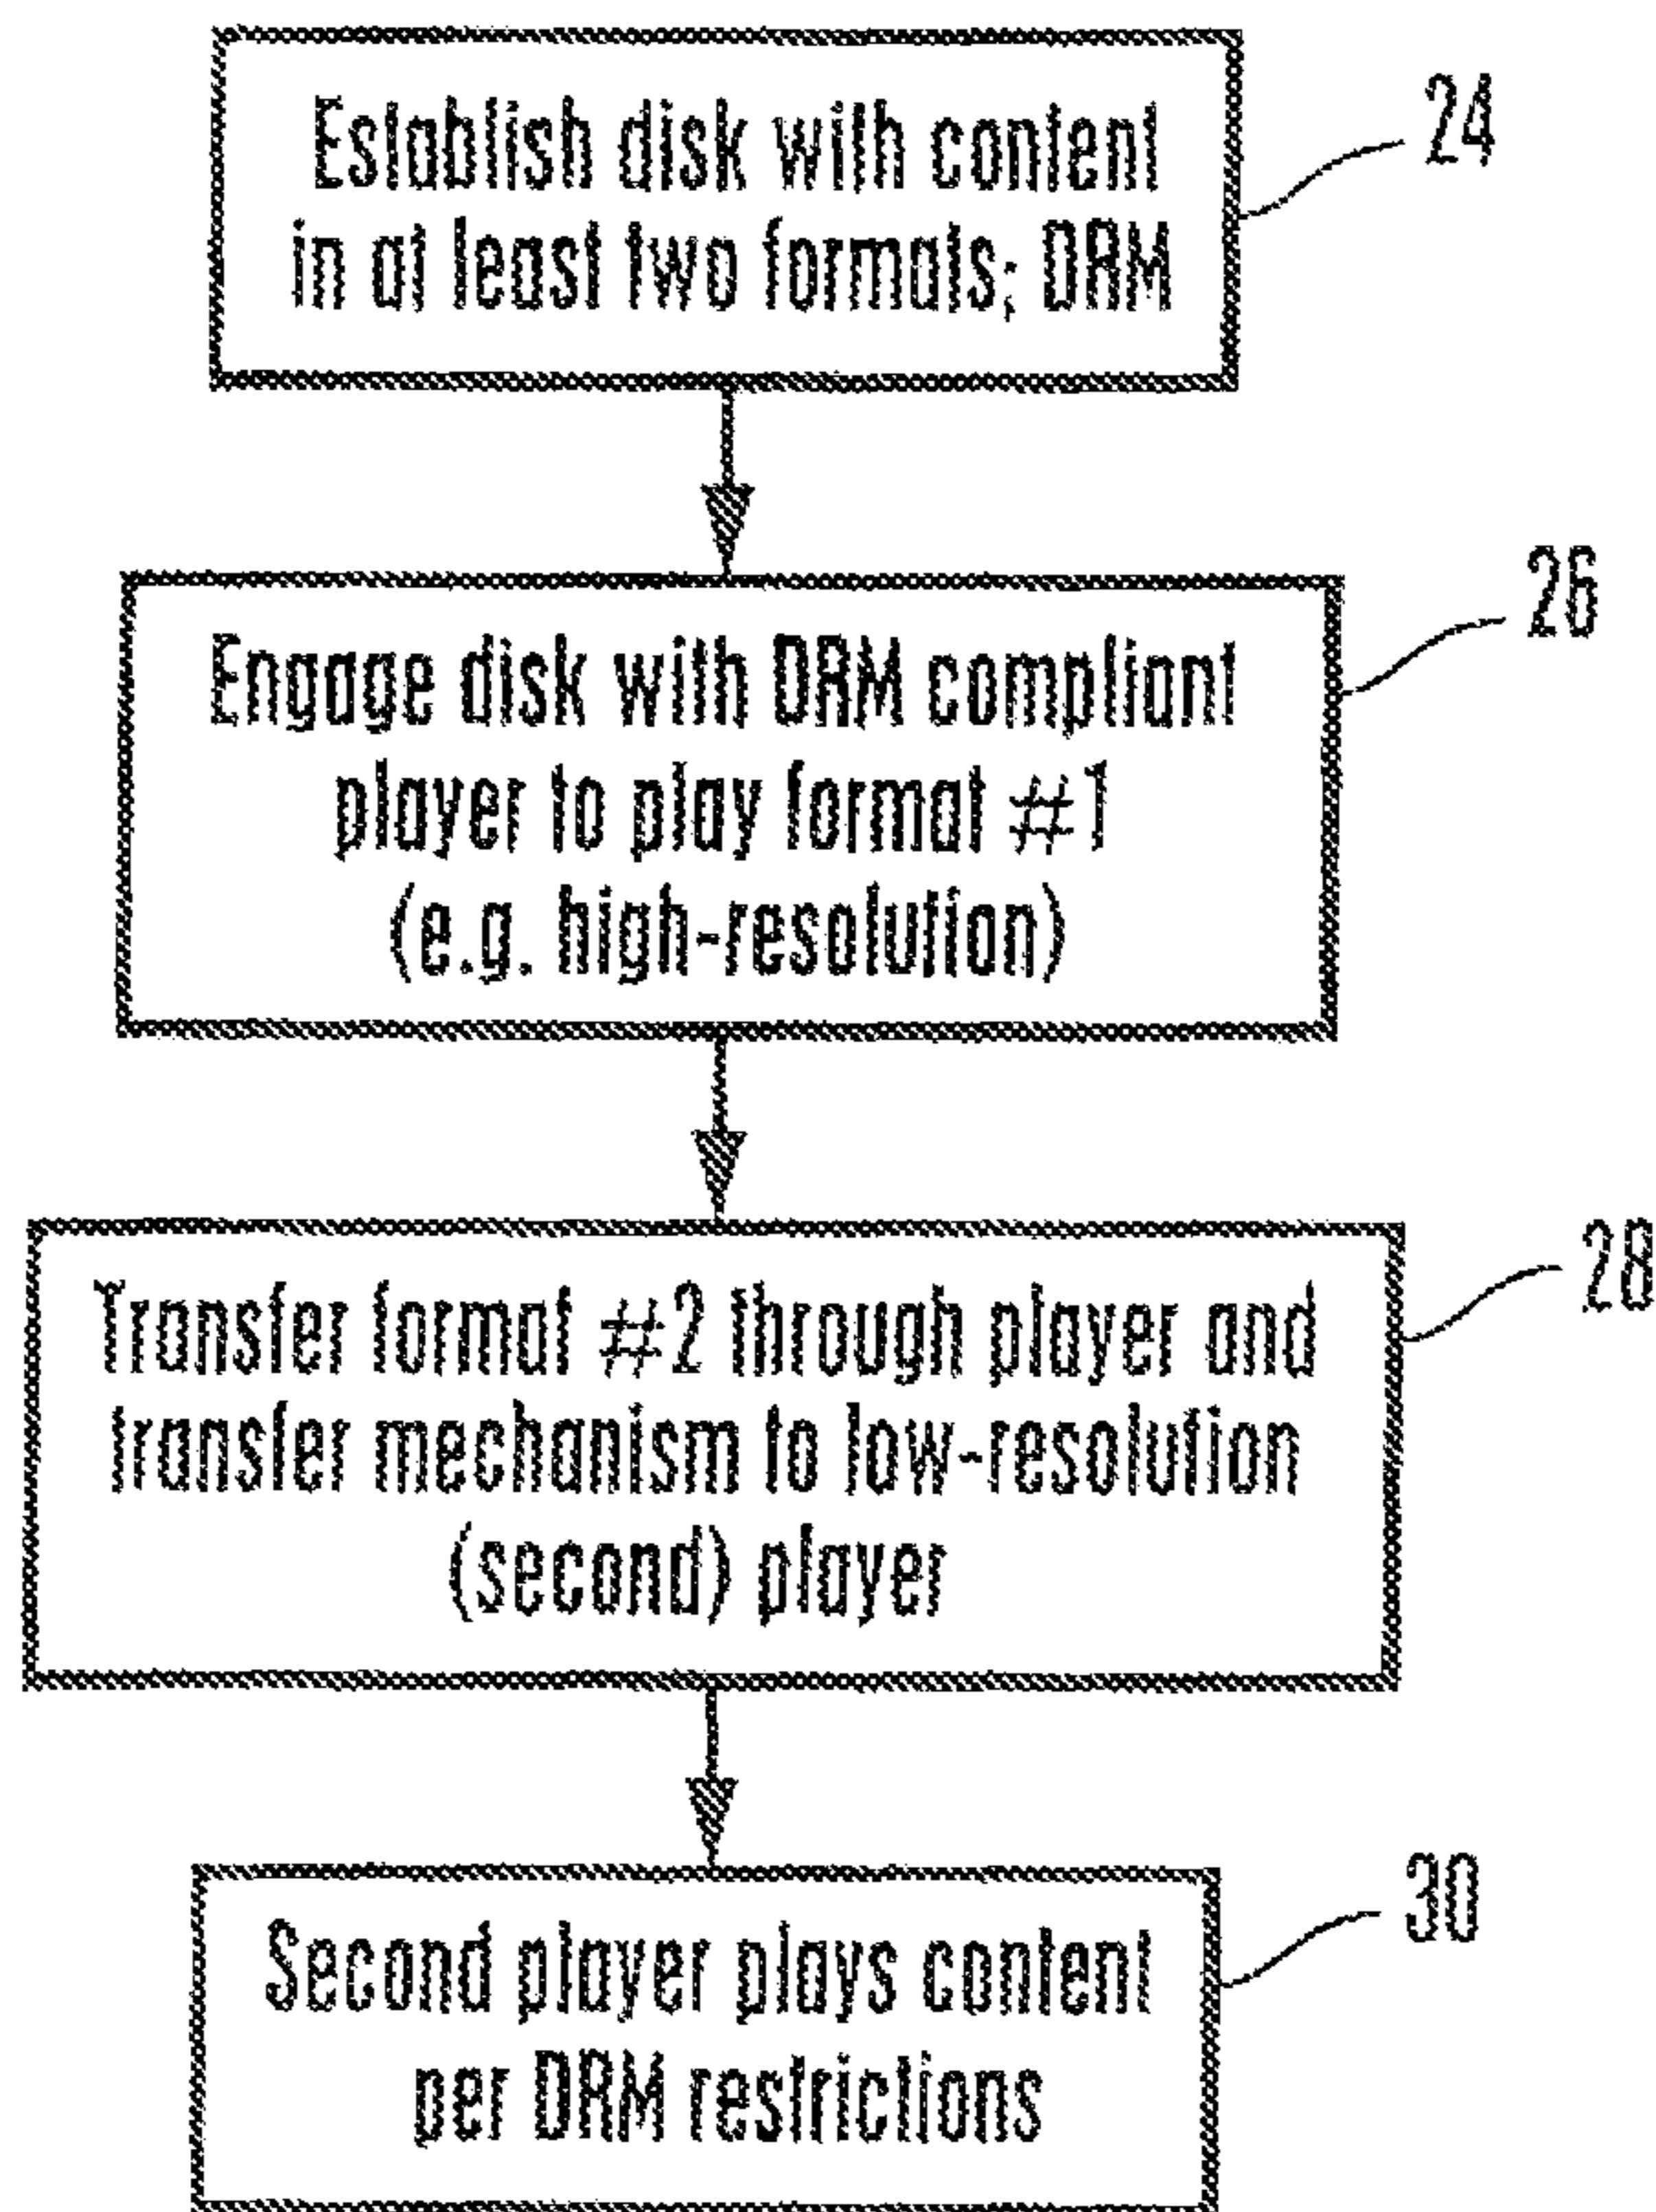 Establish disk with content
in at least two formats; DRM
24
Engage disk with DRM compliant
player to play format #1
(e.g. high-resolution)
26
Transfer format #2 through player and
transfer mechanism to low-resolution
(second) player
28
Second player plays content
per DRM restrictions
30